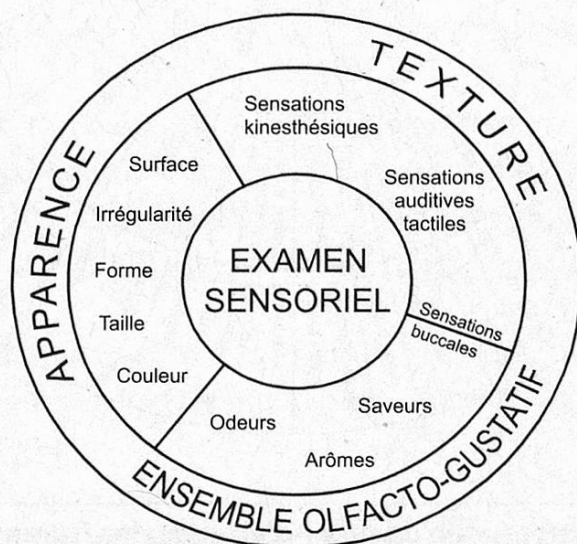 TEXTURE
Sensations
kinesthésiques
Sensations
auditives
tactiles
Sensations
buccales
APPARENCE
Surface
Irrégularité
Forme
Taille
Couleur
EXAMEN
SENSORIEL
Saveurs
Odeurs
Arômes
ENSEMBLE OLFACTO-GUSTATIF